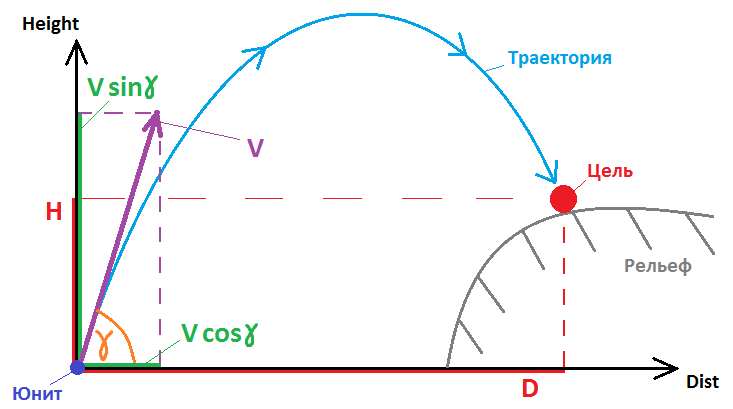 Height
V sinγ
Траектория
V
Цель
H
Рельеф
γ
V cosγ
Юнит
D
Dist